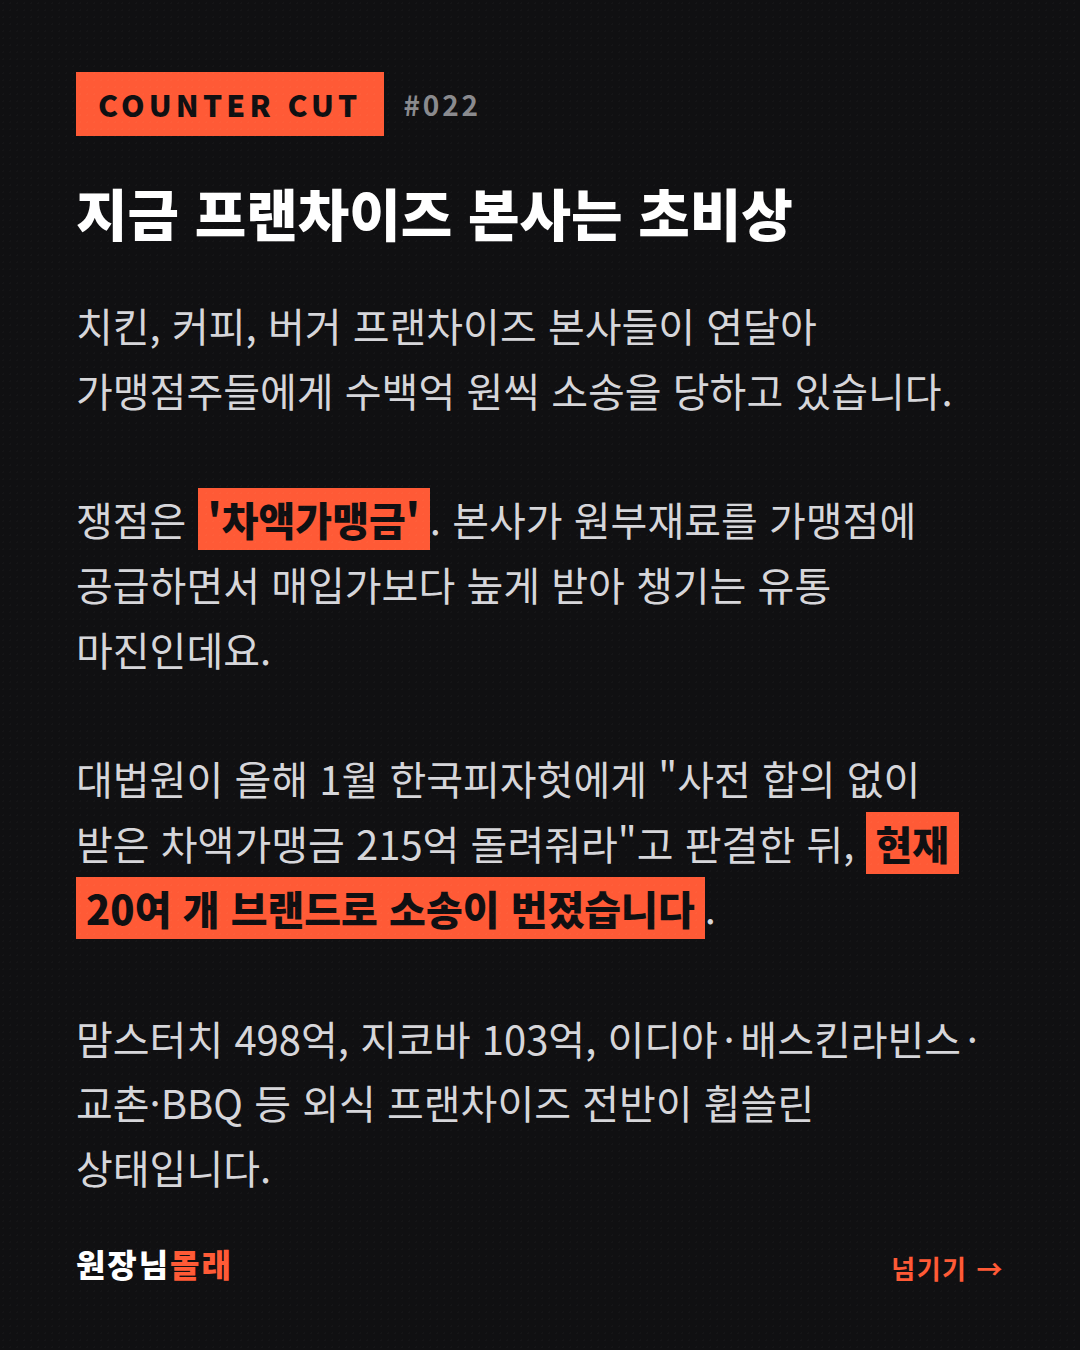 COUNTER CUT #022
지금 프랜차이즈 본사는 초비상
치킨, 커피, 버거 프랜차이즈 본사들이 연달아
가맹점주들에게 수백억 원씩 소송을 당하고 있습니다.
쟁점은 '차액가맹금'. 본사가 원부재료를 가맹점에
공급하면서 매입가보다 높게 받아 챙기는 유통
마진인데요.
대법원이 올해 1월 한국피자헛에게 "사전 합의 없이
받은 차액가맹금 215억 돌려줘라"고 판결한 뒤, 현재
20여 개 브랜드로 소송이 번졌습니다.
맘스터치 498억, 지코바 103억, 이디야·배스킨라빈스·
교촌·BBQ 등 외식 프랜차이즈 전반이 휩쓸린
상태입니다.
원장님몰래
넘기기 →